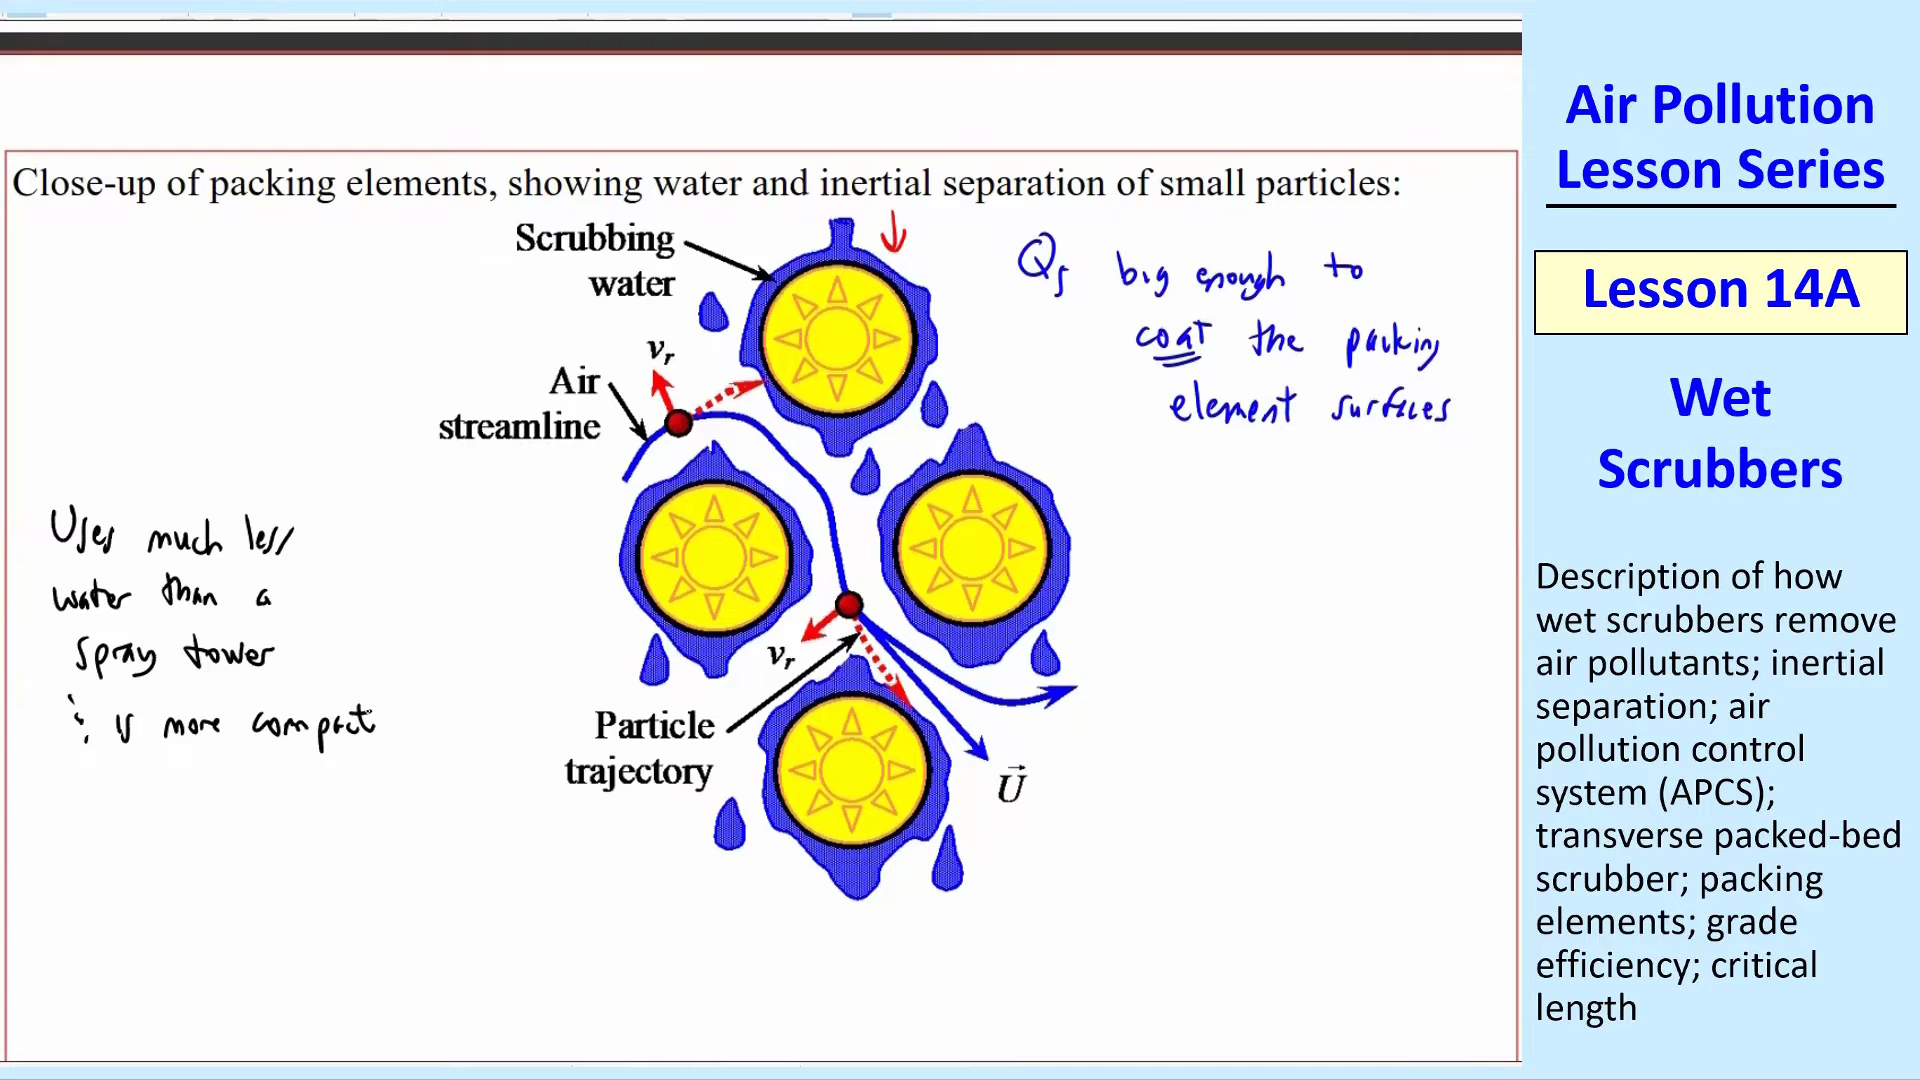 Close-up of packing elements, showing water and inertial separation of small particles:
Scrubbing
water
Qs big enough to
coat the packing
element surfaces
vr
Air
streamline
Uses much less
water than a
spray tower
∴ is more compact
vr
Particle
trajectory
U⃗
Air Pollution
Lesson Series
Lesson 14A
Wet
Scrubbers
Description of how
wet scrubbers remove
air pollutants; inertial
separation; air
pollution control
system (APCS);
transverse packed-bed
scrubber; packing
elements; grade
efficiency; critical
length